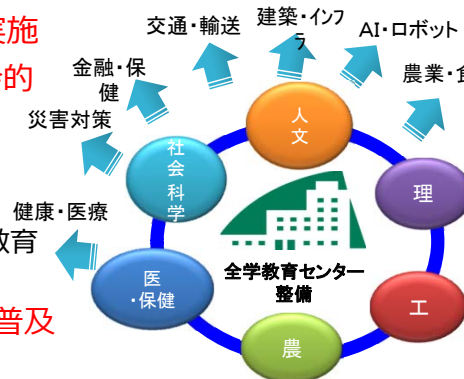 実施
的
教育
普及
交通・輸送
建築・インフ
ラ
AI・ロボット
農業・食
金融・保
健
災害対策
健康・医療
人
文
社
会
科
学
理
医
・保健
工
農
全学教育センター
整備